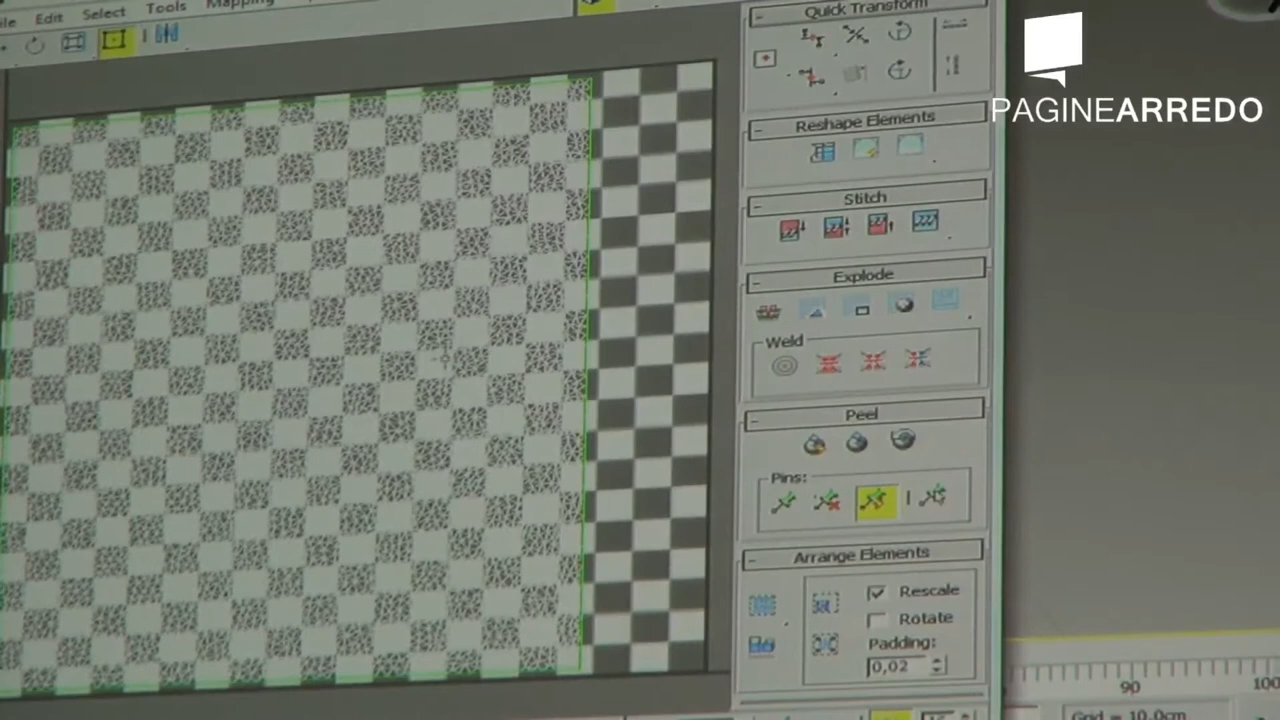 Edit Select Tools Mapping
Quick Transform
PAGINEARREDO
Reshape Elements
Stitch
Explode
Weld
Peel
Pins:
Arrange Elements
Rescale
Rotate
Padding:
0,02
90
100
Grid = 10,0cm